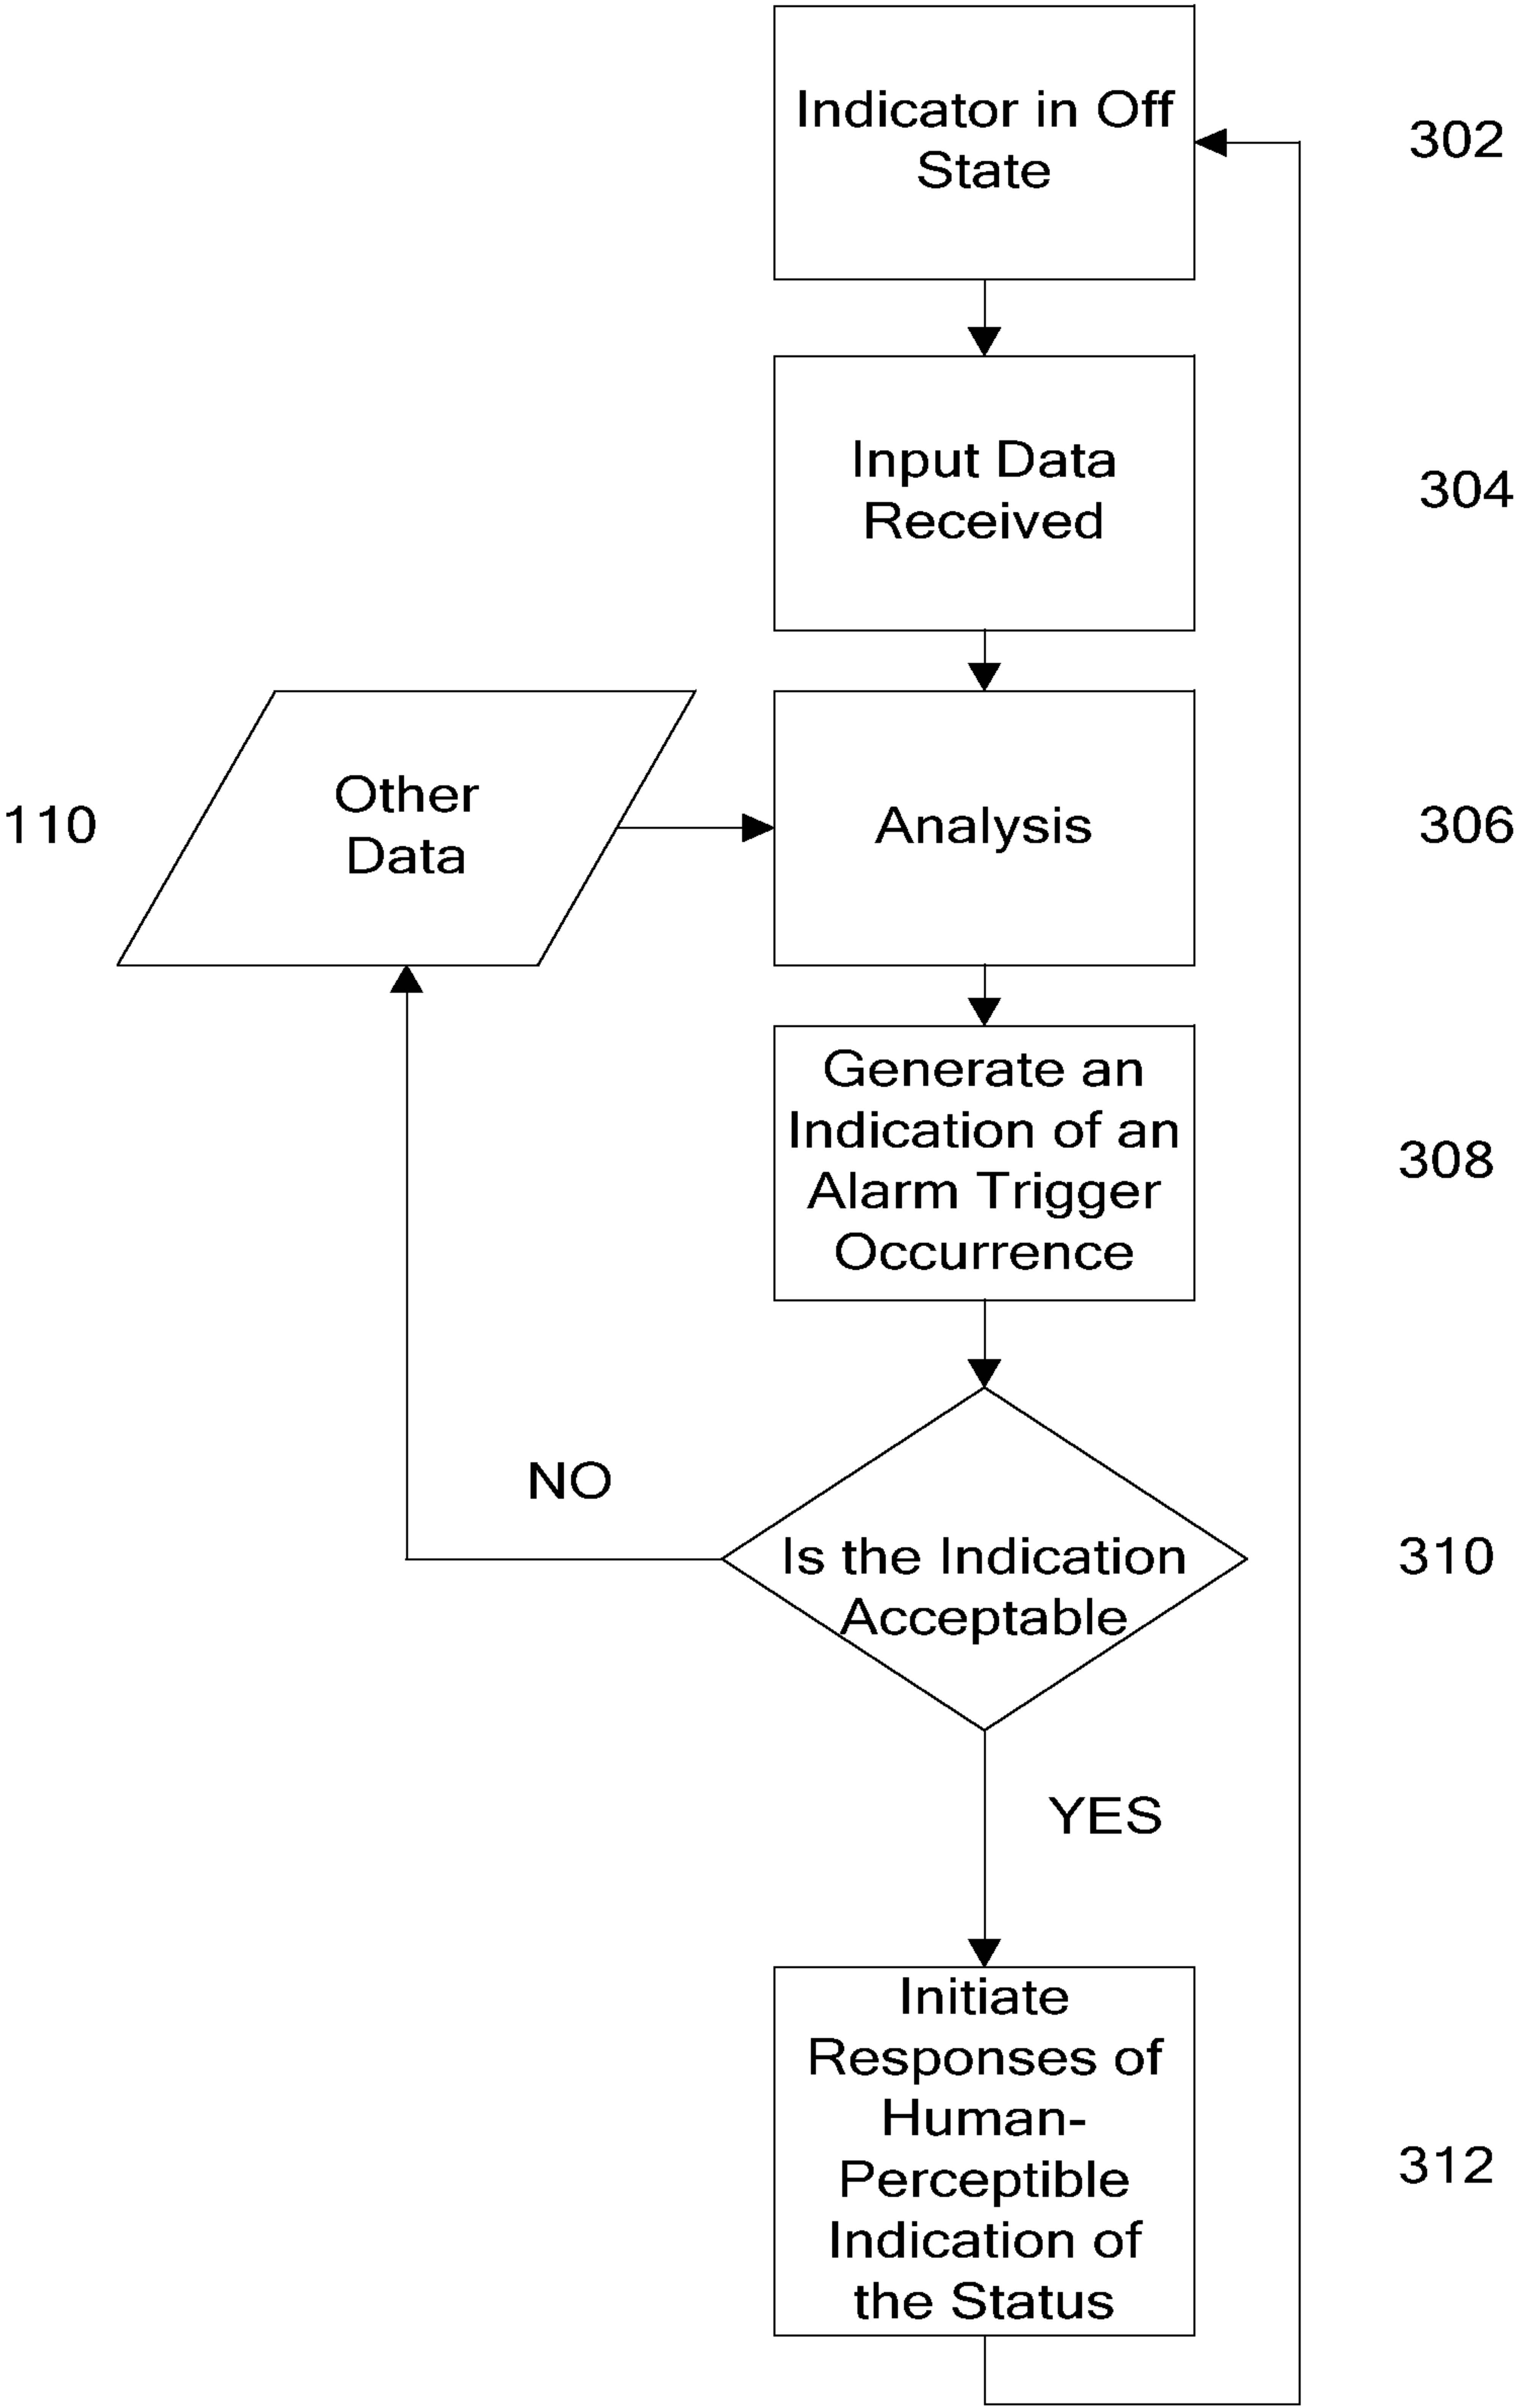 Indicator in Off
State
302
Input Data
Received
304
110
Other
Data
Analysis
306
Generate an
Indication of an
Alarm Trigger
Occurrence
308
NO
Is the Indication
Acceptable
310
YES
Initiate
Responses of
Human-
Perceptible
Indication of
the Status
312